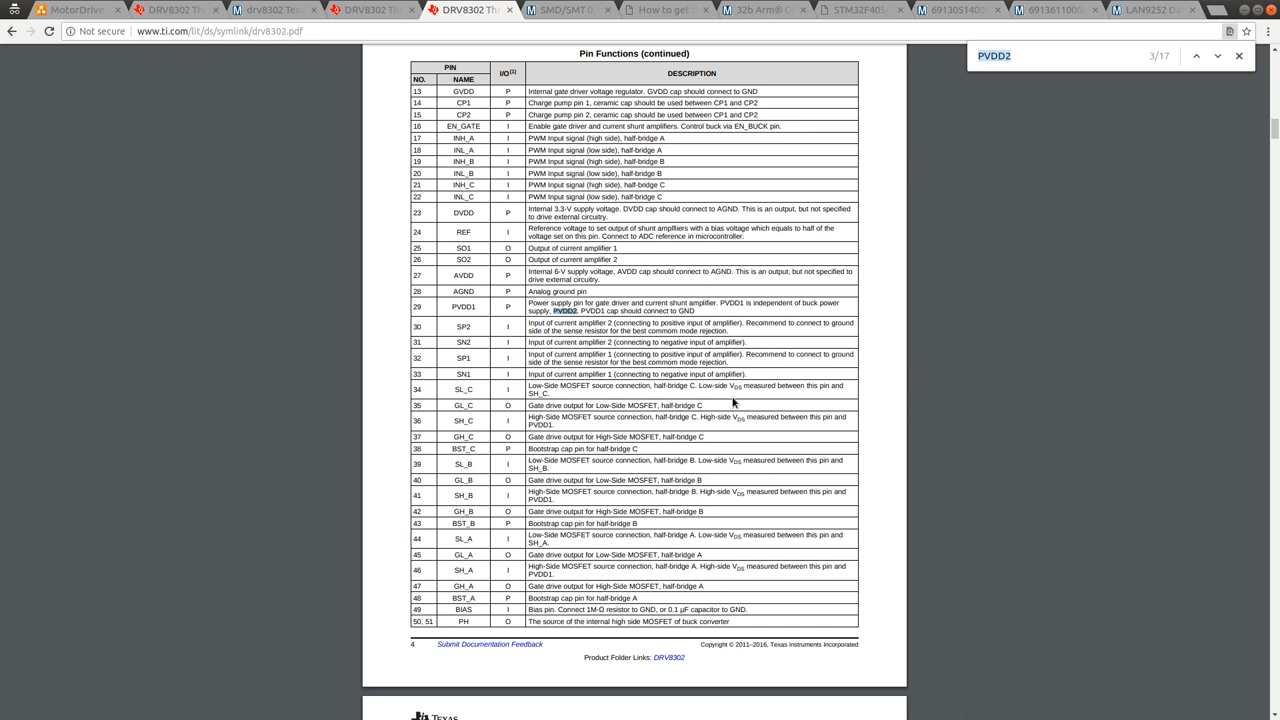 MotorDrive
DRV8302 Th
drv8302 Texa
DRV8302 Th
DRV8302 Th
SMD/SMT 0.
How to get
32b Arm® C
STM32F405/
6913051400
6913611000
LAN9252 Da
Not secure
www.ti.com/lit/ds/symlink/drv8302.pdf
PVDD2 3/17
Pin Functions (continued)
PIN
I/O(1)
DESCRIPTION
NO. NAME
13 GVDD P Internal gate driver voltage regulator. GVDD cap should connect to GND
14 CP1 P Charge pump pin 1, ceramic cap should be used between CP1 and CP2
15 CP2 P Charge pump pin 2, ceramic cap should be used between CP1 and CP2
16 EN_GATE I Enable gate driver and current shunt amplifiers. Control buck via EN_BUCK pin.
17 INH_A I PWM Input signal (high side), half-bridge A
18 INL_A I PWM Input signal (low side), half-bridge A
19 INH_B I PWM Input signal (high side), half-bridge B
20 INL_B I PWM Input signal (low side), half-bridge B
21 INH_C I PWM Input signal (high side), half-bridge C
22 INL_C I PWM Input signal (low side), half-bridge C
23 DVDD P Internal 3.3-V supply voltage. DVDD cap should connect to AGND. This is an output, but not specified
to drive external circuitry.
24 REF I Reference voltage to set output of shunt amplfiiers with a bias voltage which equals to half of the
voltage set on this pin. Connect to ADC reference in microcontroller.
25 SO1 O Output of current amplifier 1
26 SO2 O Output of current amplifier 2
27 AVDD P Internal 6-V supply voltage, AVDD cap should connect to AGND. This is an output, but not specified to
drive external circuitry.
28 AGND P Analog ground pin
29 PVDD1 P Power supply pin for gate driver and current shunt amplifier. PVDD1 is independent of buck power
supply, PVDD2. PVDD1 cap should connect to GND
30 SP2 I Input of current amplifier 2 (connecting to positive input of amplifier). Recommend to connect to ground
side of the sense resistor for the best commom mode rejection.
31 SN2 I Input of current amplifier 2 (connecting to negative input of amplifier).
32 SP1 I Input of current amplifier 1 (connecting to positive input of amplifier). Recommend to connect to ground
side of the sense resistor for the best commom mode rejection.
33 SN1 I Input of current amplifier 1 (connecting to negative input of amplifier).
34 SL_C I Low-Side MOSFET source connection, half-bridge C. Low-side VDS measured between this pin and
SH_C.
35 GL_C O Gate drive output for Low-Side MOSFET, half-bridge C
36 SH_C I High-Side MOSFET source connection, half-bridge C. High-side VDS measured between this pin and
PVDD1.
37 GH_C O Gate drive output for High-Side MOSFET, half-bridge C
38 BST_C P Bootstrap cap pin for half-bridge C
39 SL_B I Low-Side MOSFET source connection, half-bridge B. Low-side VDS measured between this pin and
SH_B.
40 GL_B O Gate drive output for Low-Side MOSFET, half-bridge B
41 SH_B I High-Side MOSFET source connection, half-bridge B. High-side VDS measured between this pin and
PVDD1.
42 GH_B O Gate drive output for High-Side MOSFET, half-bridge B
43 BST_B P Bootstrap cap pin for half-bridge B
44 SL_A I Low-Side MOSFET source connection, half-bridge A. Low-side VDS measured between this pin and
SH_A.
45 GL_A O Gate drive output for Low-Side MOSFET, half-bridge A
46 SH_A I High-Side MOSFET source connection, half-bridge A. High-side VDS measured between this pin and
PVDD1.
47 GH_A O Gate drive output for High-Side MOSFET, half-bridge A
48 BST_A P Bootstrap cap pin for half-bridge A
49 BIAS I Bias pin. Connect 1M-Ω resistor to GND, or 0.1 µF capacitor to GND.
50, 51 PH O The source of the internal high side MOSFET of buck converter
4 Submit Documentation Feedback Copyright © 2011–2016, Texas Instruments Incorporated
Product Folder Links: DRV8302
TEXAS